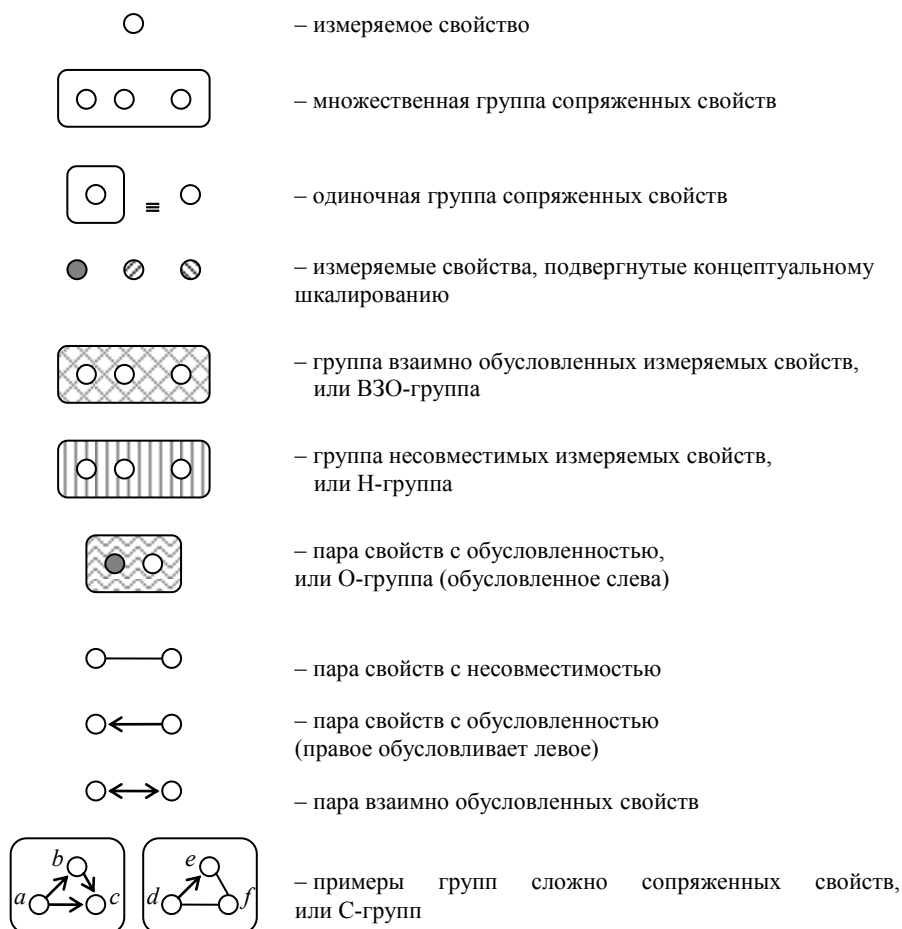 – измеряемое свойство
– множественная группа сопряженных свойств
≡
– одиночная группа сопряженных свойств
– измеряемые свойства, подвергнутые концептуальному
шкалированию
– группа взаимно обусловленных измеряемых свойств,
или ВЗО-группа
– группа несовместимых измеряемых свойств,
или Н-группа
– пара свойств с обусловленностью,
или О-группа (обусловленное слева)
– пара свойств с несовместимостью
– пара свойств с обусловленностью
(правое обусловливает левое)
– пара взаимно обусловленных свойств
b e
a c d f
– примеры групп сложно сопряженных свойств,
или С-групп